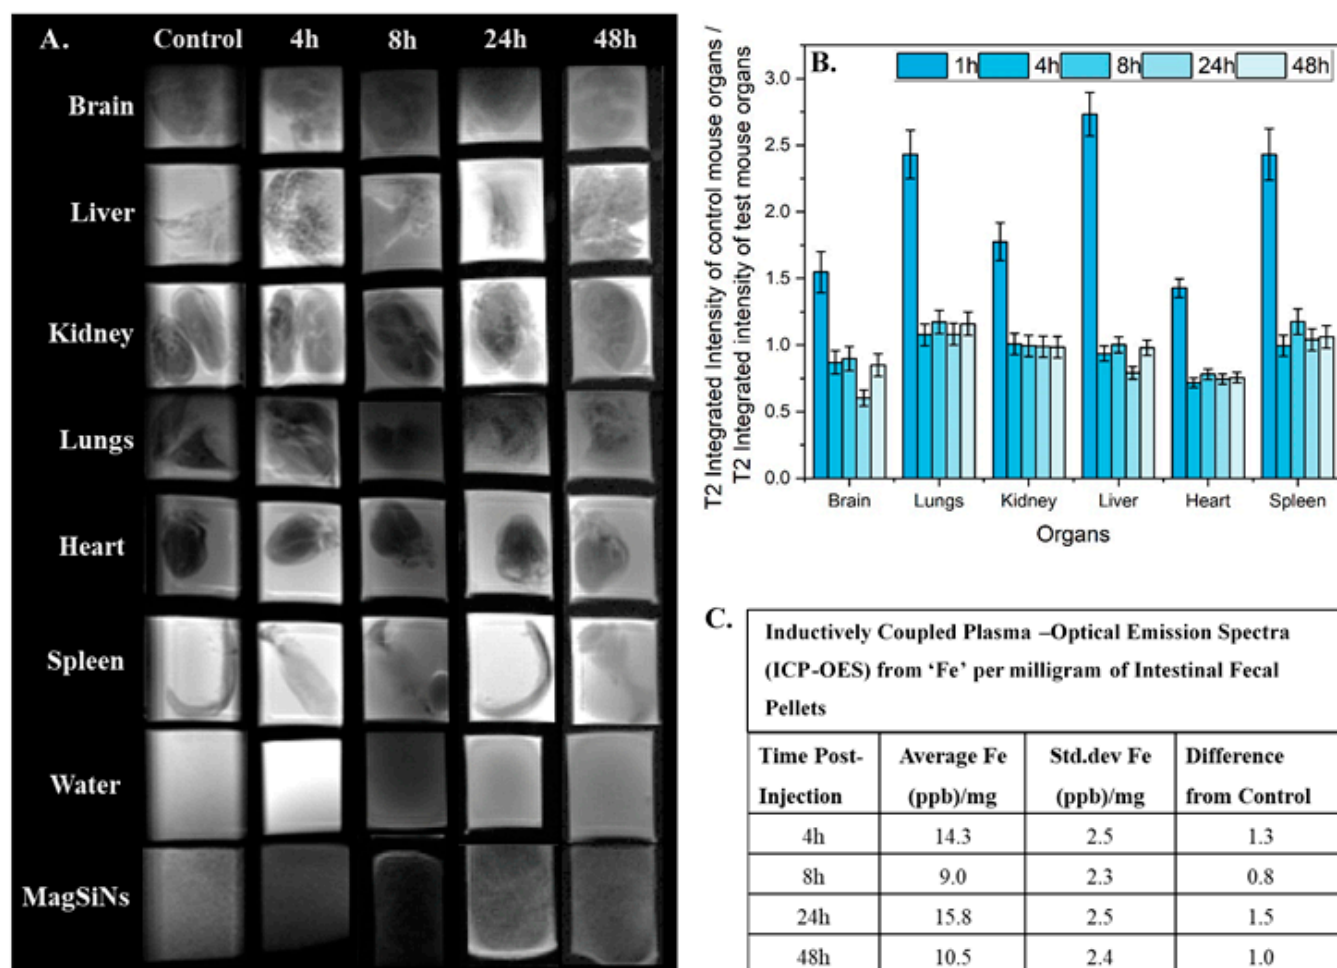 A.
Control 4h 8h 24h 48h
Brain
Liver
Kidney
Lungs
Heart
Spleen
Water
MagSiNs
B.
1h 4h 8h 24h 48h
T2 Integrated Intensity of control mouse organs /
T2 Integrated intensity of test mouse organs
3.0
2.5
2.0
1.5
1.0
0.5
0.0
Brain Lungs Kidney Liver Heart Spleen
Organs
C.
Inductively Coupled Plasma –Optical Emission Spectra
(ICP-OES) from ‘Fe’ per milligram of Intestinal Fecal
Pellets
Time Post- Average Fe Std.dev Fe Difference
Injection (ppb)/mg (ppb)/mg from Control
4h 14.3 2.5 1.3
8h 9.0 2.3 0.8
24h 15.8 2.5 1.5
48h 10.5 2.4 1.0